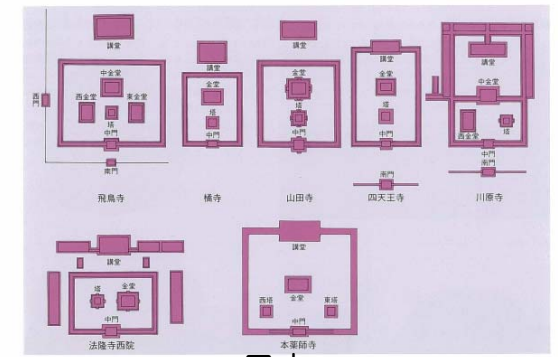 講堂
中金堂
西金堂
東金堂
塔
中門
西門
南門
飛鳥寺
講堂
金堂
塔
中門
橘寺
講堂
金堂
塔
中門
山田寺
講堂
金堂
塔
中門
南門
四天王寺
講堂
中金堂
西金堂
塔
中門
南門
川原寺
講堂
塔
金堂
中門
法隆寺西院
講堂
金堂
西塔
東塔
中門
本薬師寺